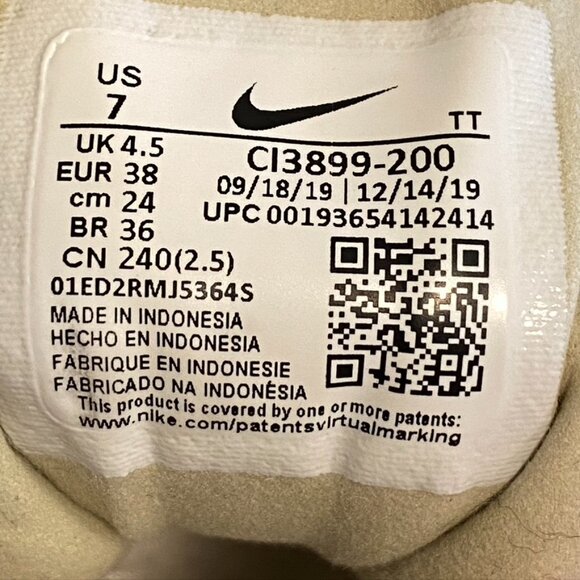 US
7
TT
UK 4.5
EUR 38
cm 24
BR 36
CN 240(2.5)
CI3899-200
09/18/19 | 12/14/19
UPC 00193654142414
01ED2RMJ5364S
MADE IN INDONESIA
HECHO EN INDONESIA
FABRIQUE EN INDONESIE
FABRICADO NA INDONÉSIA
This product is covered by one or more patents:
www.nike.com/patentsvirtualmarking